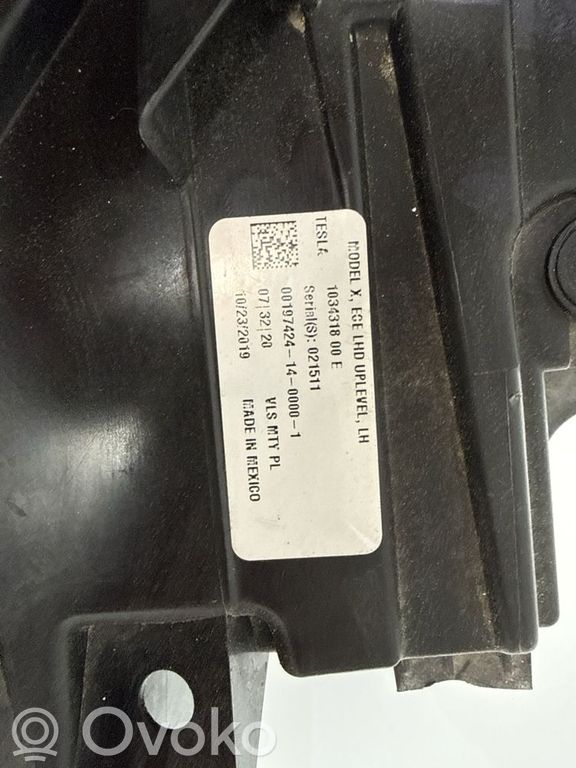 MODEL X, ECE LHD UPLEVEL, LH
TESLA 1034318 00 E
Serial(S): 021511
00197424-14-0000-1
07|32|20 VLS MTY PL
10/23/2019 MADE IN MEXICO
Ovoko